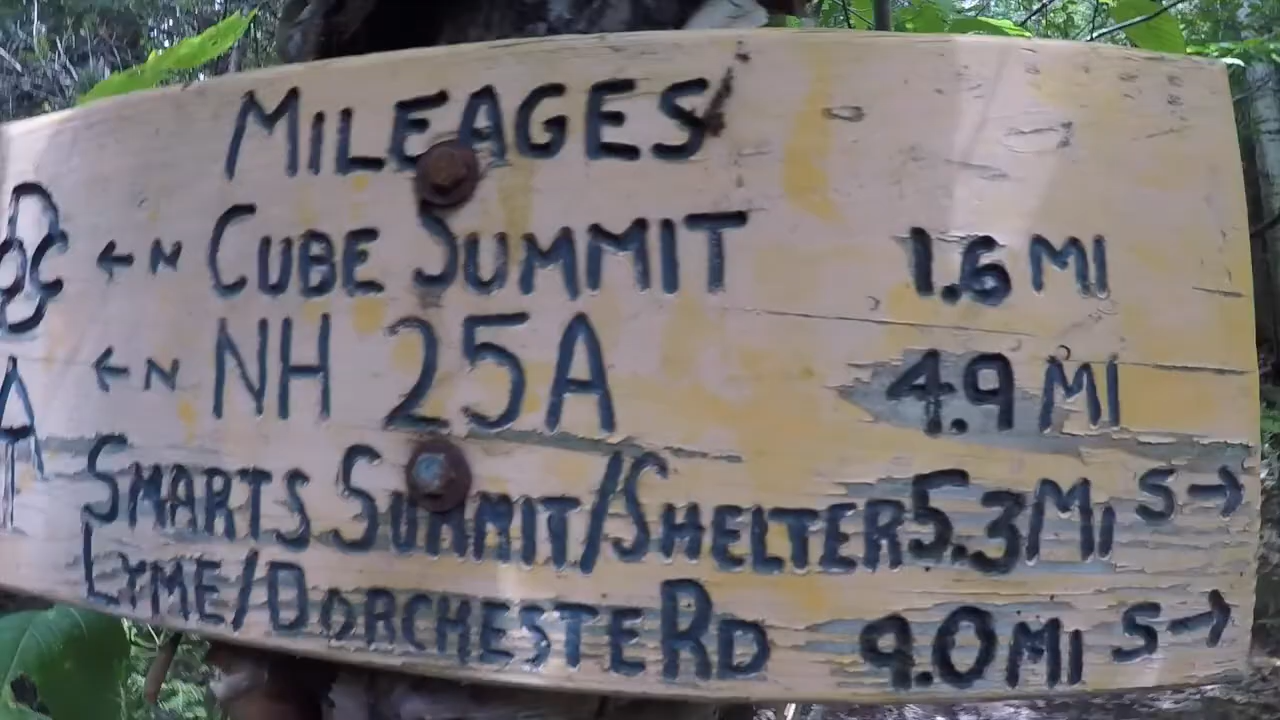 MILEAGES
← N CUBE SUMMIT 1.6 MI
← N NH 25A 4.9 MI
SMARTS SUMMIT/SHELTER 5.3 MI S →
LYME/DORCHESTE RD 9.0 MI S →